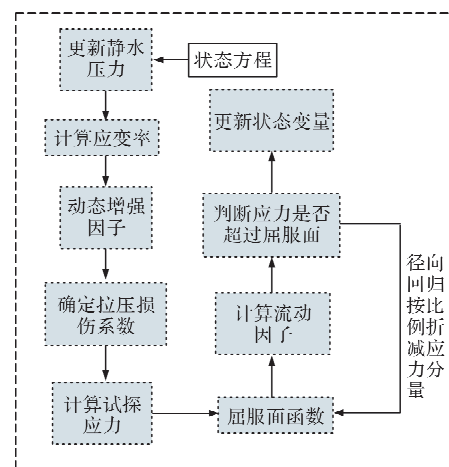 更新静水
压力
状态方程
计算应变率
动态增强
因子
确定拉压损
伤系数
计算试探
应力
屈服面函数
计算流动
因子
判断应力是否
超过屈服面
更新状态变量
径向
回归
按比
例折
减应
力分
量